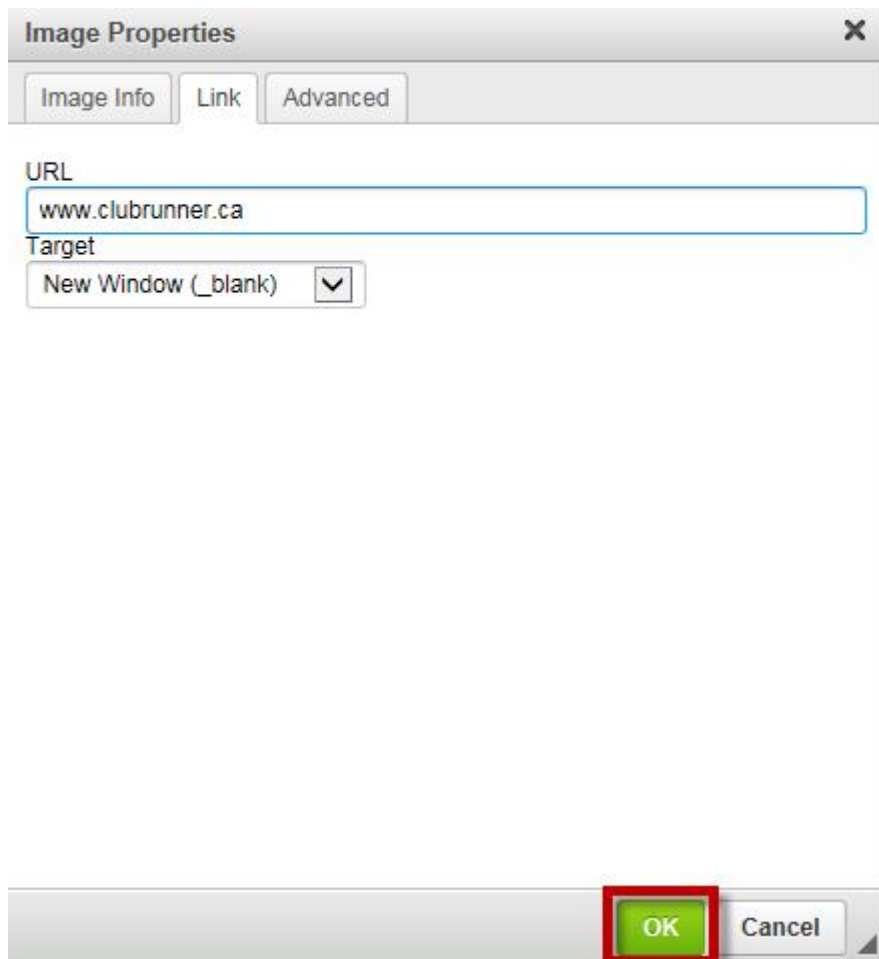 Image Properties
Image Info Link Advanced
URL
www.clubrunner.ca
Target
New Window (_blank)
OK Cancel